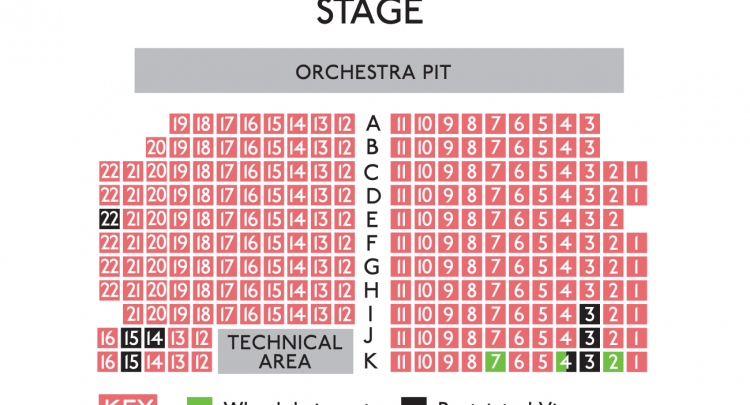 STAGE
ORCHESTRA PIT
19 18 17 16 15 14 13 12 A 11 10 9 8 7 6 5 4 3
20 19 18 17 16 15 14 13 12 B 11 10 9 8 7 6 5 4 3
22 21 20 19 18 17 16 15 14 13 12 C 11 10 9 8 7 6 5 4 3 2 1
22 21 20 19 18 17 16 15 14 13 12 D 11 10 9 8 7 6 5 4 3 2 1
22 21 20 19 18 17 16 15 14 13 12 E 11 10 9 8 7 6 5 4 3 2
22 21 20 19 18 17 16 15 14 13 12 F 11 10 9 8 7 6 5 4 3 2 1
22 21 20 19 18 17 16 15 14 13 12 G 11 10 9 8 7 6 5 4 3 2 1
22 21 20 19 18 17 16 15 14 13 12 H 11 10 9 8 7 6 5 4 3 2 1
21 20 19 18 17 16 15 14 13 12 I 11 10 9 8 7 6 5 4 3 2 1
16 15 14 13 12 TECHNICAL J 11 10 9 8 7 6 5 4 3 2 1
16 15 14 13 12 AREA K 11 10 9 8 7 6 5 4 3 2 1
KEY